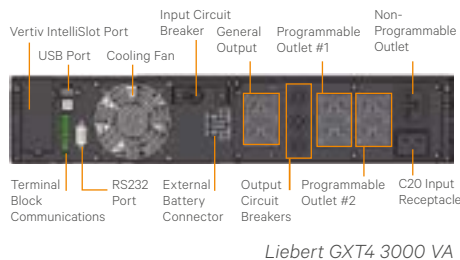 Vertiv IntelliSlot Port
USB Port
Cooling Fan
Input Circuit
Breaker
General
Output
Programmable
Outlet #1
Non-
Programmable
Outlet
Terminal
Block
Communications
RS232
Port
External
Battery
Connector
Output
Circuit
Breakers
Programmable
Outlet #2
C20 Input
Receptacle
Liebert GXT4 3000 VA